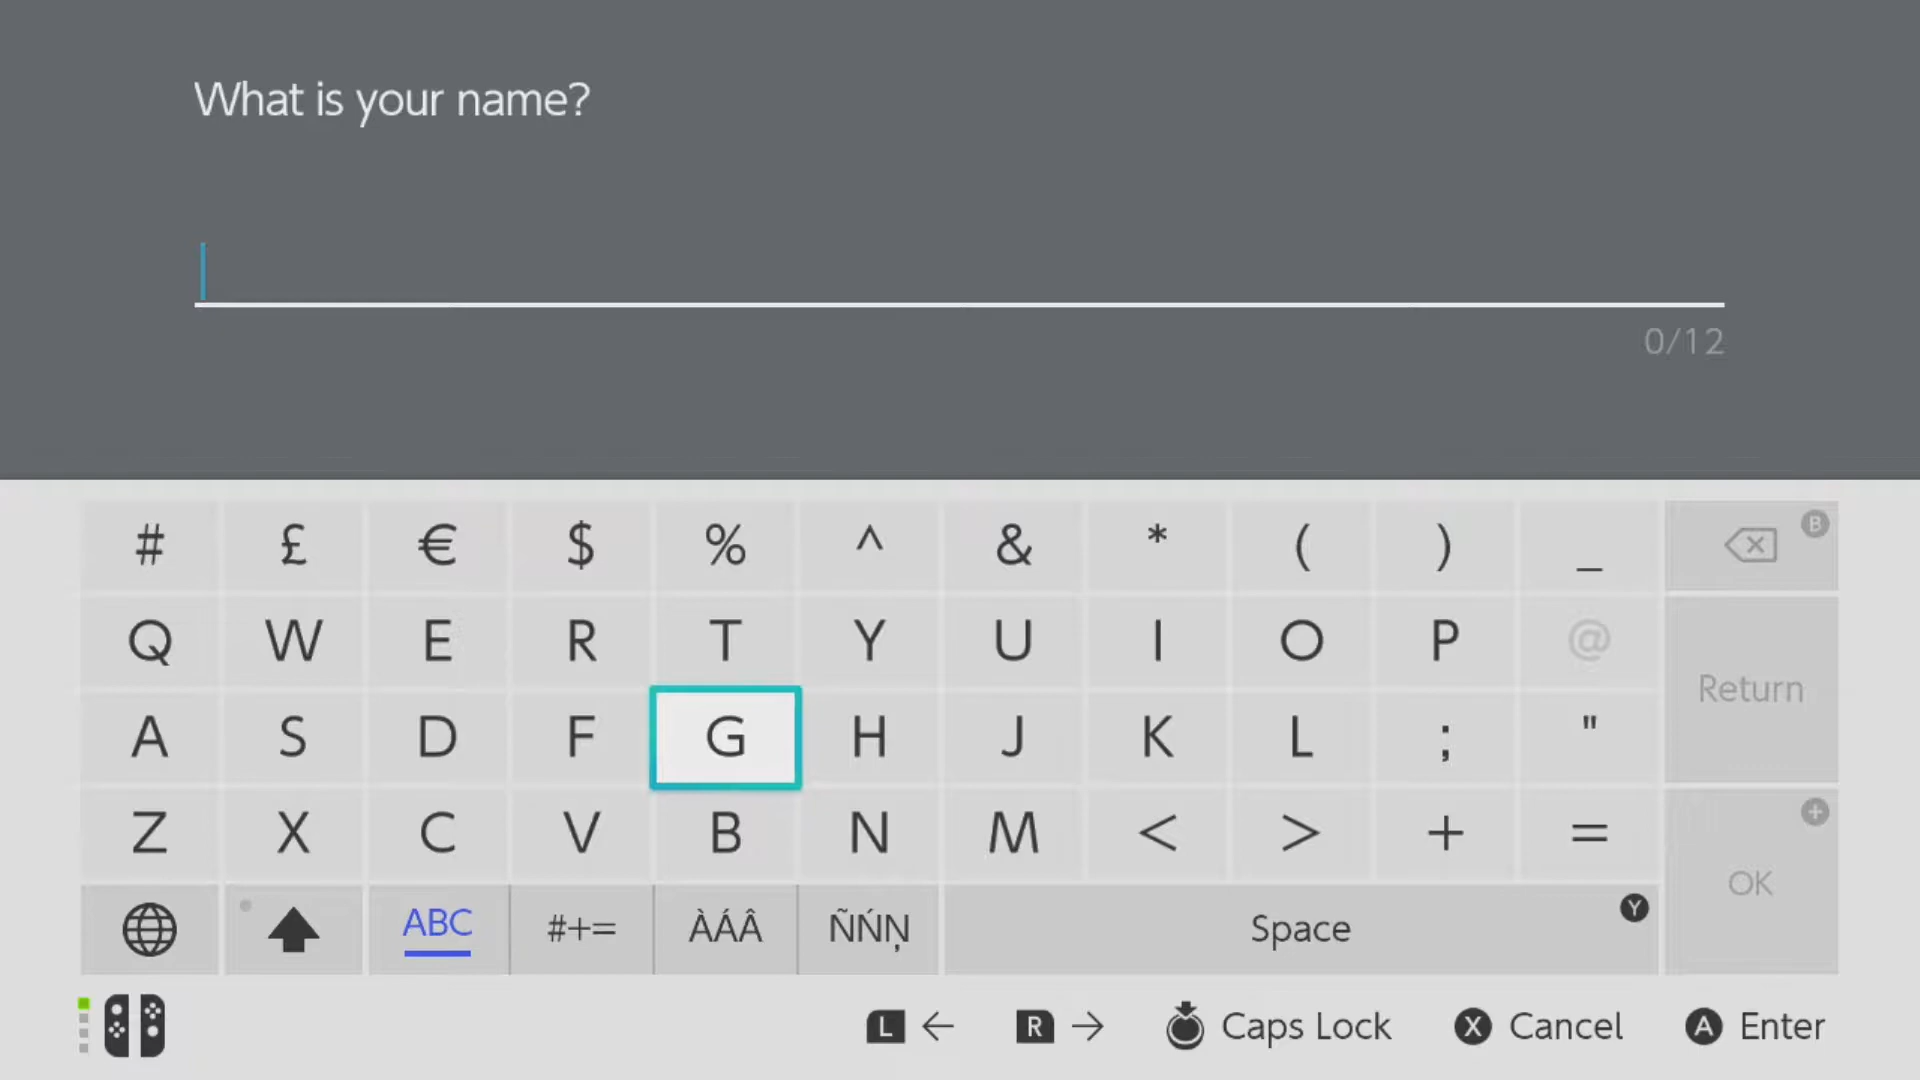 What is your name?
0/12
# £ € $ % ^ & * ( ) _ B
Q W E R T Y U I O P @
Return
A S D F G H J K L ; "
Z X C V B N M < > + = +
OK
ABC #+= ÀÁÂ ÑŃŅ Space Y
L ← R → Caps Lock X Cancel A Enter